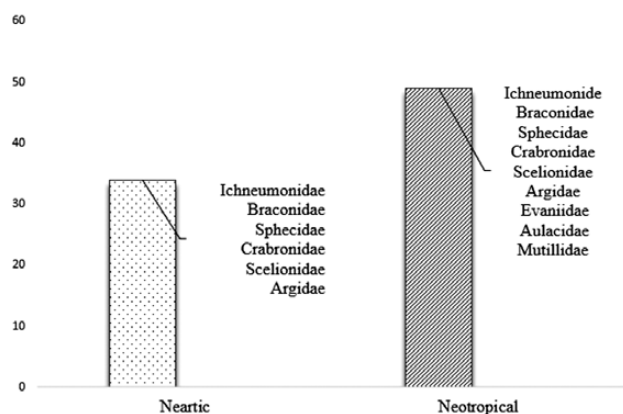 60
50
40
30
20
10
0
Ichneumonidae
Braconidae
Sphecidae
Crabronidae
Scelionidae
Argidae
Ichneumonide
Braconidae
Sphecidae
Crabronidae
Scelionidae
Argidae
Evaniidae
Aulacidae
Mutillidae
Neartic
Neotropical